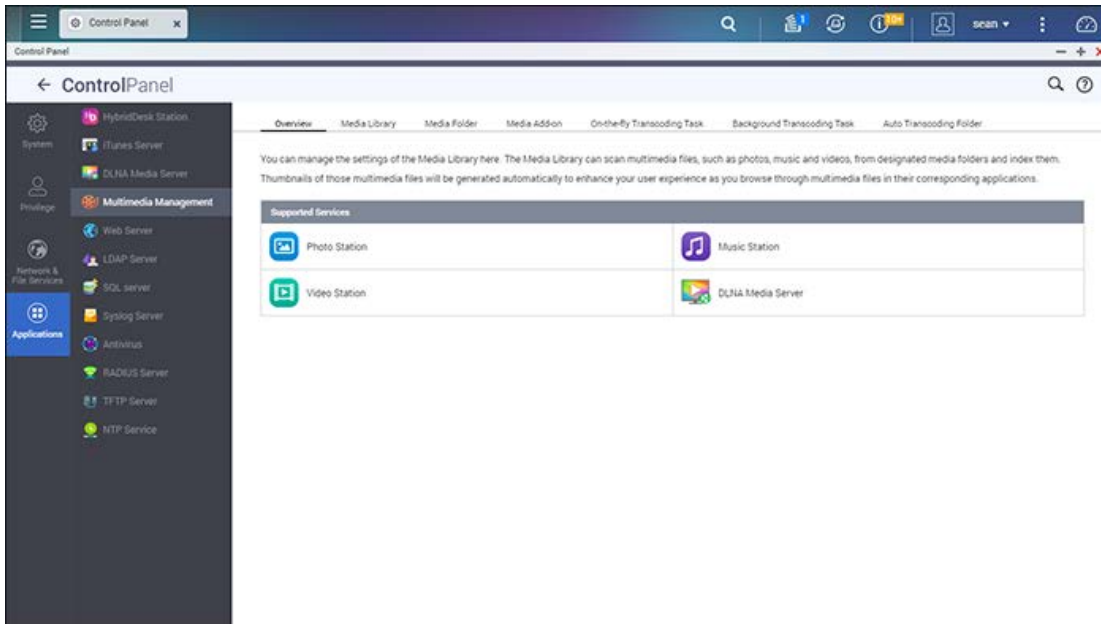 Control Panel
1
10+
sean
Control Panel
ControlPanel
System
Privilege
Network &
File Services
Applications
HybridDesk Station
iTunes Server
DLNA Media Server
Multimedia Management
Web Server
LDAP Server
SQL server
Syslog Server
Antivirus
RADIUS Server
TFTP Server
NTP Service
Overview Media Library Media Folder Media Add-on On-the-fly Transcoding Task Background Transcoding Task Auto Transcoding Folder
You can manage the settings of the Media Library here. The Media Library can scan multimedia files, such as photos, music and videos, from designated media folders and index them.
Thumbnails of those multimedia files will be generated automatically to enhance your user experience as you browse through multimedia files in their corresponding applications.
Supported Services
Photo Station Music Station
Video Station DLNA Media Server